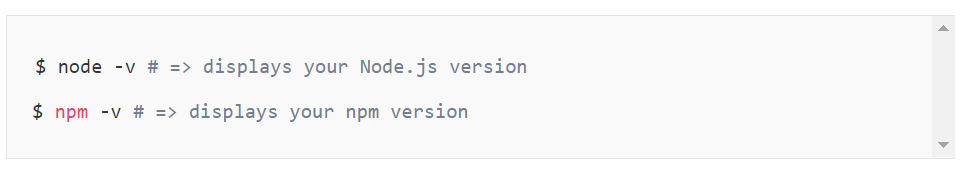 $ node -v # => displays your Node.js version
$ npm -v # => displays your npm version